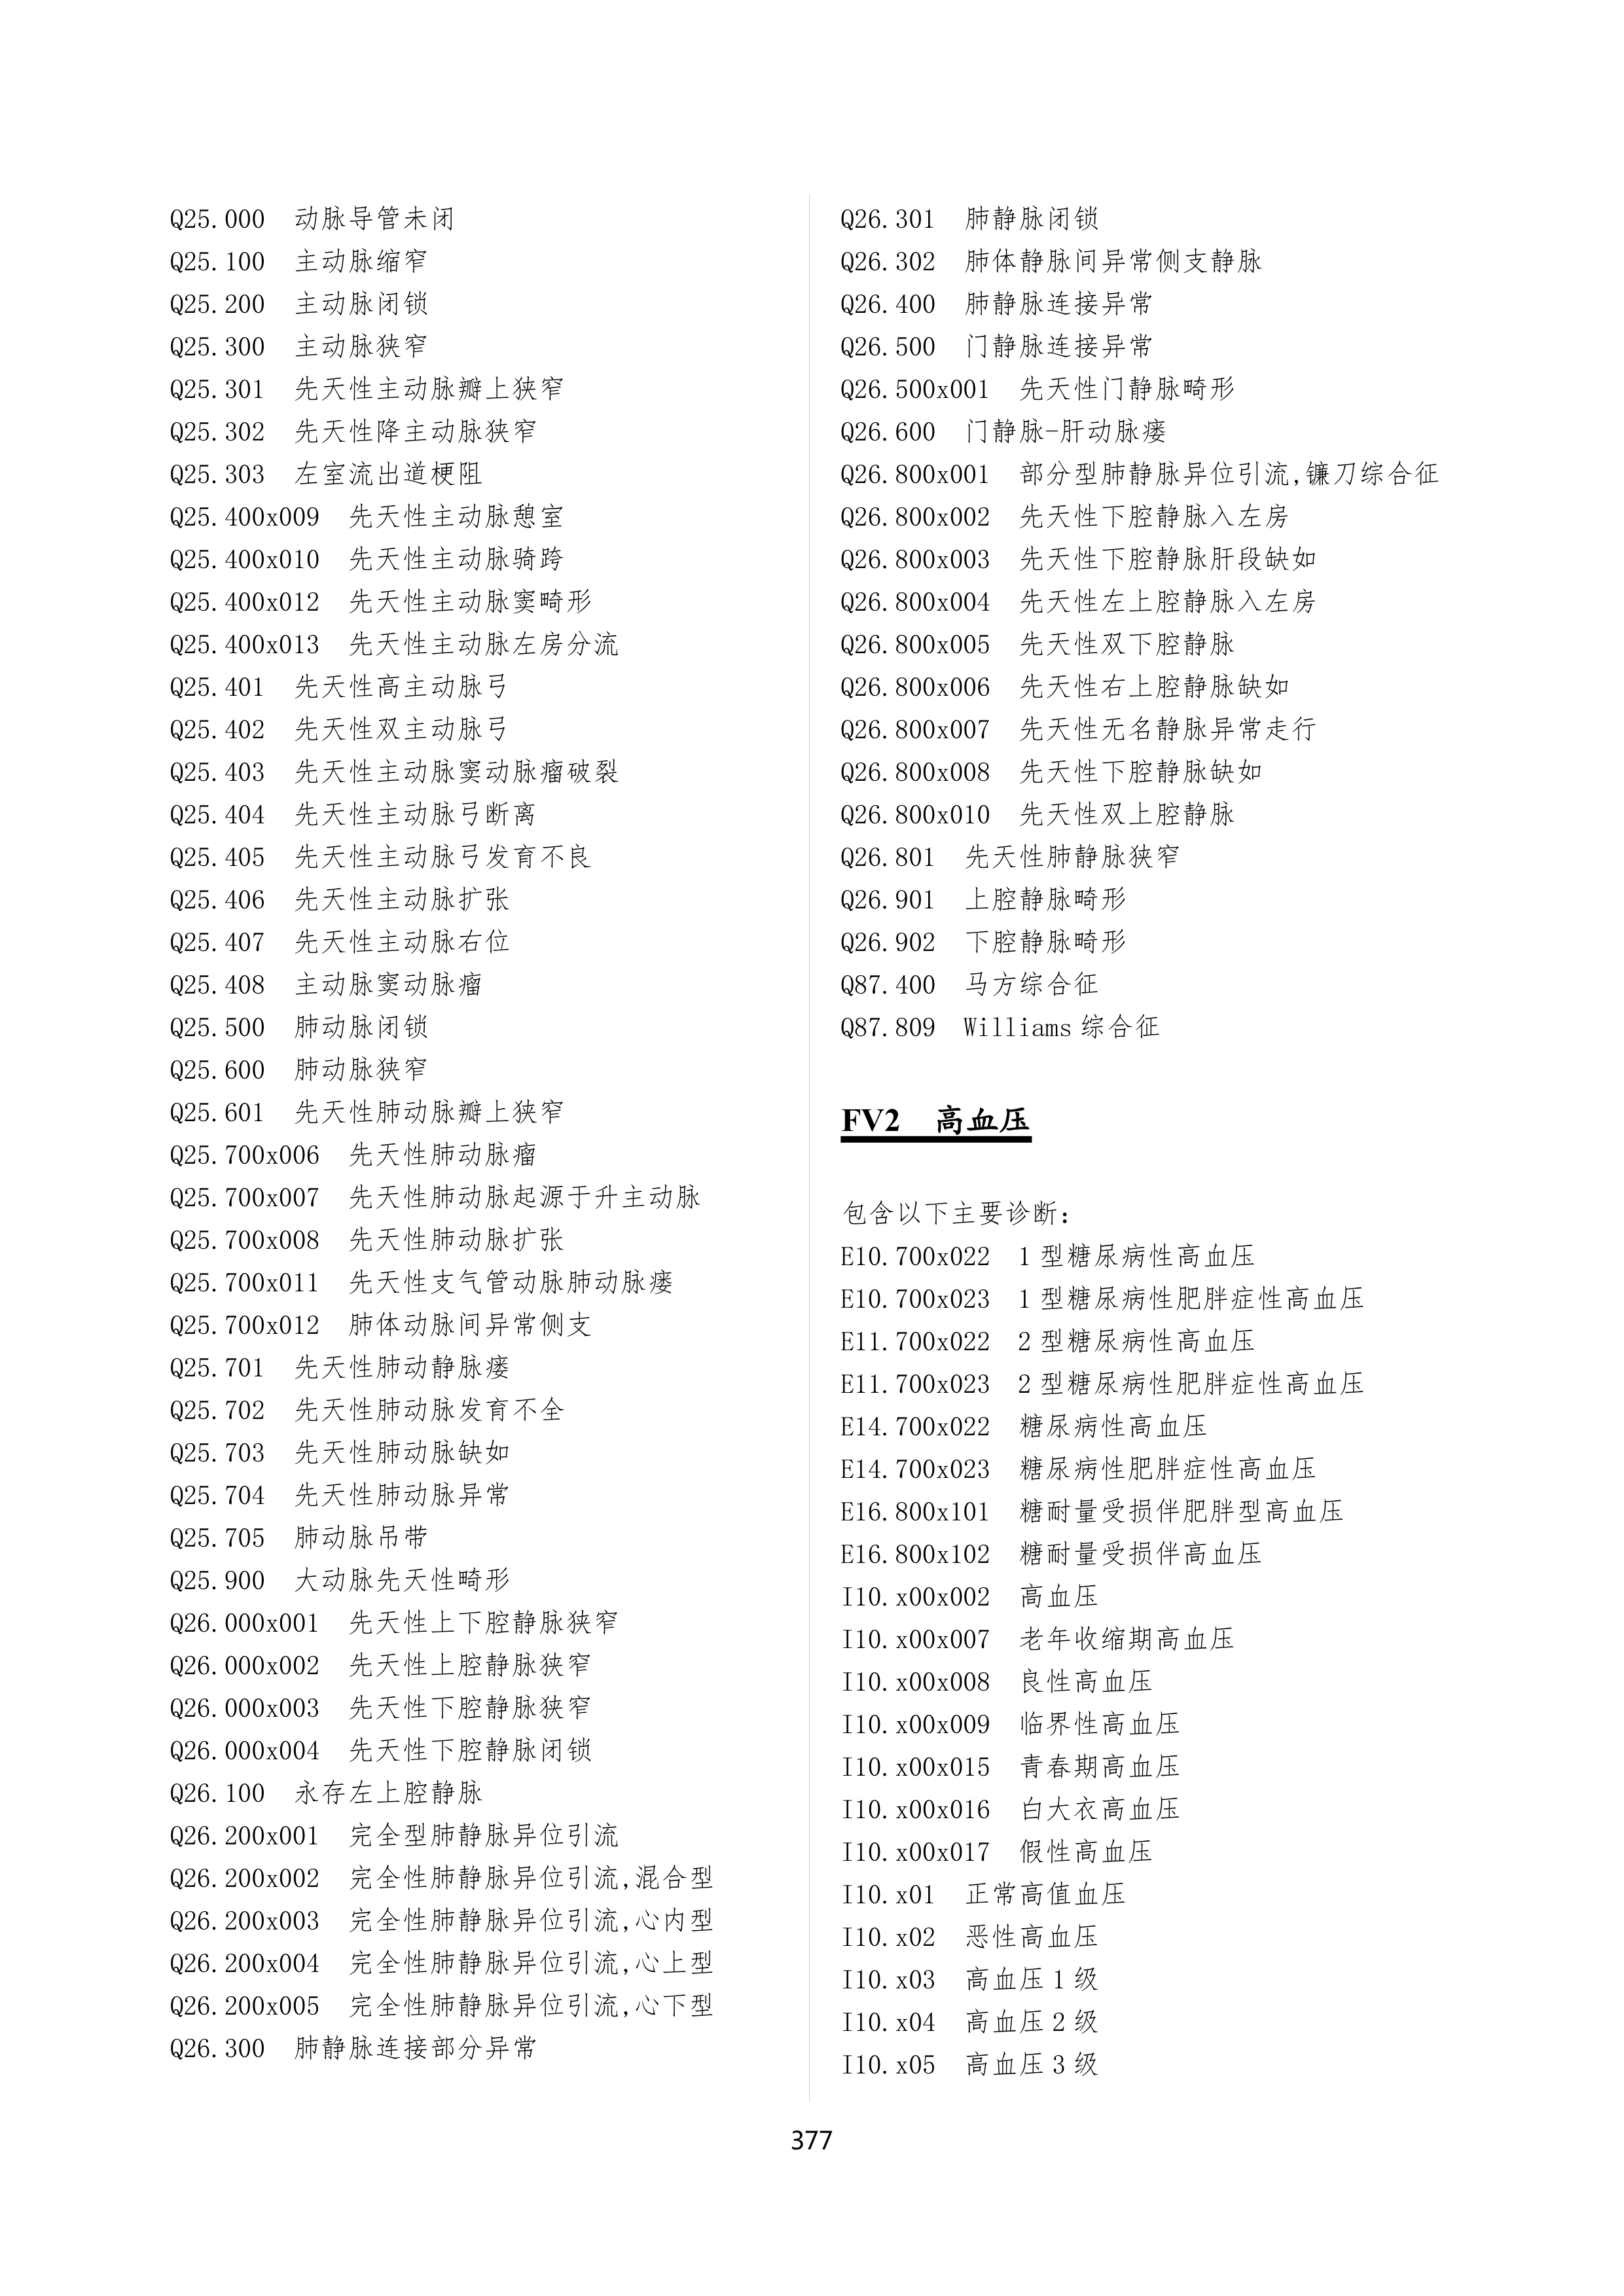 Q25.000 动脉导管未闭
Q25.100 主动脉缩窄
Q25.200 主动脉闭锁
Q25.300 主动脉狭窄
Q25.301 先天性主动脉瓣上狭窄
Q25.302 先天性降主动脉狭窄
Q25.303 左室流出道梗阻
Q25.400x009 先天性主动脉憩室
Q25.400x010 先天性主动脉骑跨
Q25.400x012 先天性主动脉窦畸形
Q25.400x013 先天性主动脉左房分流
Q25.401 先天性高主动脉弓
Q25.402 先天性双主动脉弓
Q25.403 先天性主动脉窦动脉瘤破裂
Q25.404 先天性主动脉弓断离
Q25.405 先天性主动脉弓发育不良
Q25.406 先天性主动脉扩张
Q25.407 先天性主动脉右位
Q25.408 主动脉窦动脉瘤
Q25.500 肺动脉闭锁
Q25.600 肺动脉狭窄
Q25.601 先天性肺动脉瓣上狭窄
Q25.700x006 先天性肺动脉瘤
Q25.700x007 先天性肺动脉起源于升主动脉
Q25.700x008 先天性肺动脉扩张
Q25.700x011 先天性支气管动脉肺动脉瘘
Q25.700x012 肺体动脉间异常侧支
Q25.701 先天性肺动静脉瘘
Q25.702 先天性肺动脉发育不全
Q25.703 先天性肺动脉缺如
Q25.704 先天性肺动脉异常
Q25.705 肺动脉吊带
Q25.900 大动脉先天性畸形
Q26.000x001 先天性上下腔静脉狭窄
Q26.000x002 先天性上腔静脉狭窄
Q26.000x003 先天性下腔静脉狭窄
Q26.000x004 先天性下腔静脉闭锁
Q26.100 永存左上腔静脉
Q26.200x001 完全型肺静脉异位引流
Q26.200x002 完全性肺静脉异位引流,混合型
Q26.200x003 完全性肺静脉异位引流,心内型
Q26.200x004 完全性肺静脉异位引流,心上型
Q26.200x005 完全性肺静脉异位引流,心下型
Q26.300 肺静脉连接部分异常
Q26.301 肺静脉闭锁
Q26.302 肺体静脉间异常侧支静脉
Q26.400 肺静脉连接异常
Q26.500 门静脉连接异常
Q26.500x001 先天性门静脉畸形
Q26.600 门静脉-肝动脉瘘
Q26.800x001 部分型肺静脉异位引流,镰刀综合征
Q26.800x002 先天性下腔静脉入左房
Q26.800x003 先天性下腔静脉肝段缺如
Q26.800x004 先天性左上腔静脉入左房
Q26.800x005 先天性双下腔静脉
Q26.800x006 先天性右上腔静脉缺如
Q26.800x007 先天性无名静脉异常走行
Q26.800x008 先天性下腔静脉缺如
Q26.800x010 先天性双上腔静脉
Q26.801 先天性肺静脉狭窄
Q26.901 上腔静脉畸形
Q26.902 下腔静脉畸形
Q87.400 马方综合征
Q87.809 Williams 综合征
FV2 高血压
包含以下主要诊断:
E10.700x022 1 型糖尿病性高血压
E10.700x023 1 型糖尿病性肥胖症性高血压
E11.700x022 2 型糖尿病性高血压
E11.700x023 2 型糖尿病性肥胖症性高血压
E14.700x022 糖尿病性高血压
E14.700x023 糖尿病性肥胖症性高血压
E16.800x101 糖耐量受损伴肥胖型高血压
E16.800x102 糖耐量受损伴高血压
I10.x00x002 高血压
I10.x00x007 老年收缩期高血压
I10.x00x008 良性高血压
I10.x00x009 临界性高血压
I10.x00x015 青春期高血压
I10.x00x016 白大衣高血压
I10.x00x017 假性高血压
I10.x01 正常高值血压
I10.x02 恶性高血压
I10.x03 高血压 1 级
I10.x04 高血压 2 级
I10.x05 高血压 3 级
377